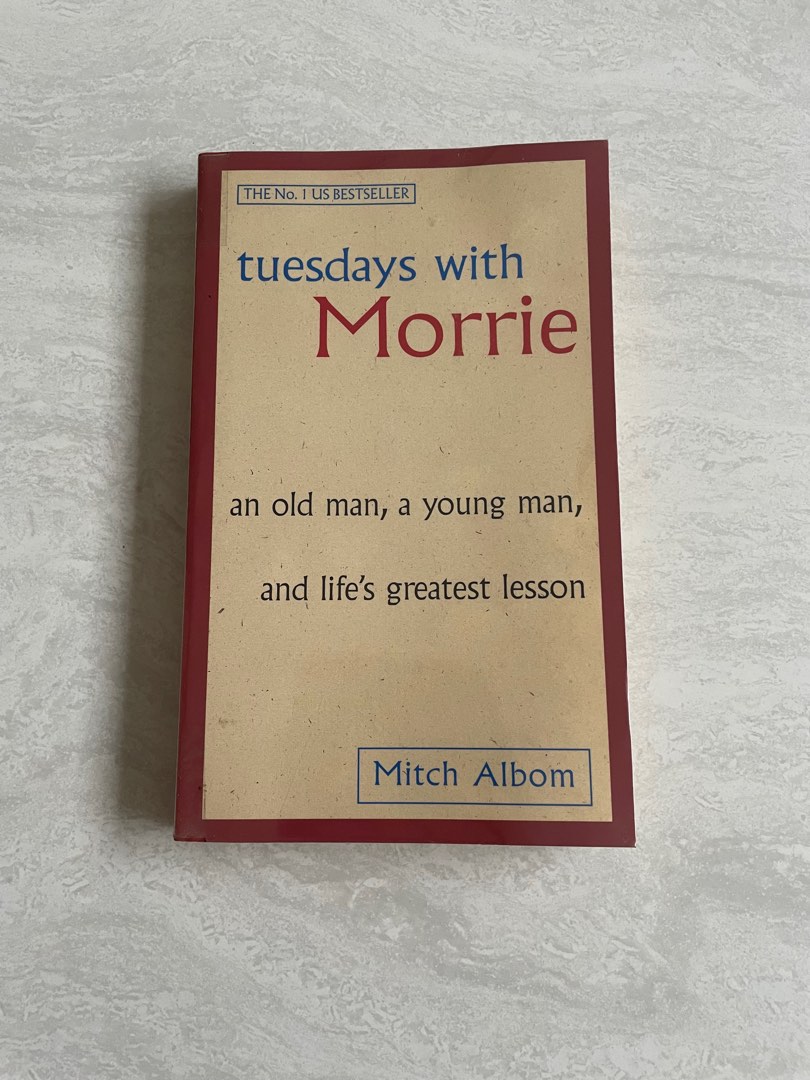 THE No. 1 US BESTSELLER
tuesdays with
Morrie
an old man, a young man,
and life's greatest lesson
Mitch Albom